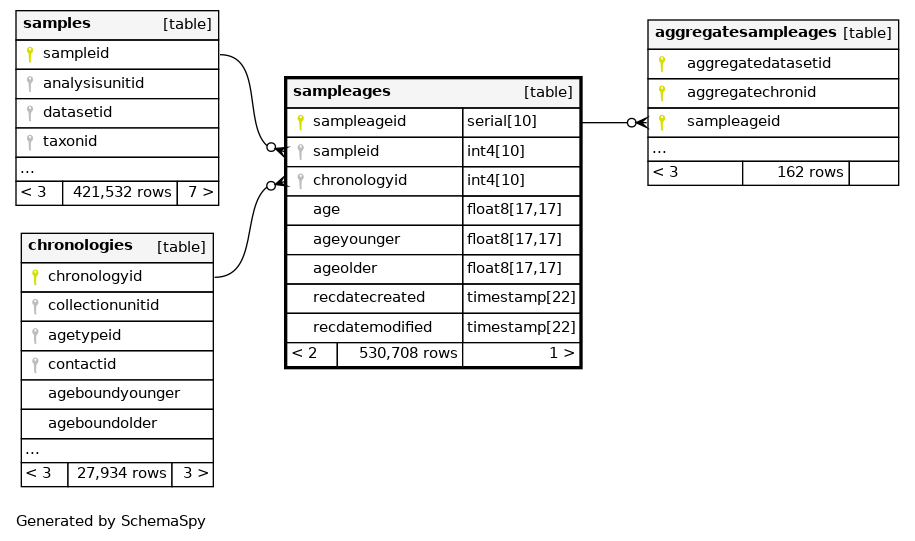 samples [table]
sampleid
analysisunitid
datasetid
taxonid
...
< 3 421,532 rows 7 >
chronologies [table]
chronologyid
collectionunitid
agetypeid
contactid
ageboundyounger
ageboundolder
...
< 3 27,934 rows 3 >
sampleages [table]
sampleageid serial[10]
sampleid int4[10]
chronologyid int4[10]
age float8[17,17]
ageyounger float8[17,17]
ageolder float8[17,17]
recdatecreated timestamp[22]
recdatemodified timestamp[22]
< 2 530,708 rows 1 >
aggregatesampleages [table]
aggregatedatasetid
aggregatechronid
sampleageid
...
< 3 162 rows
Generated by SchemaSpy